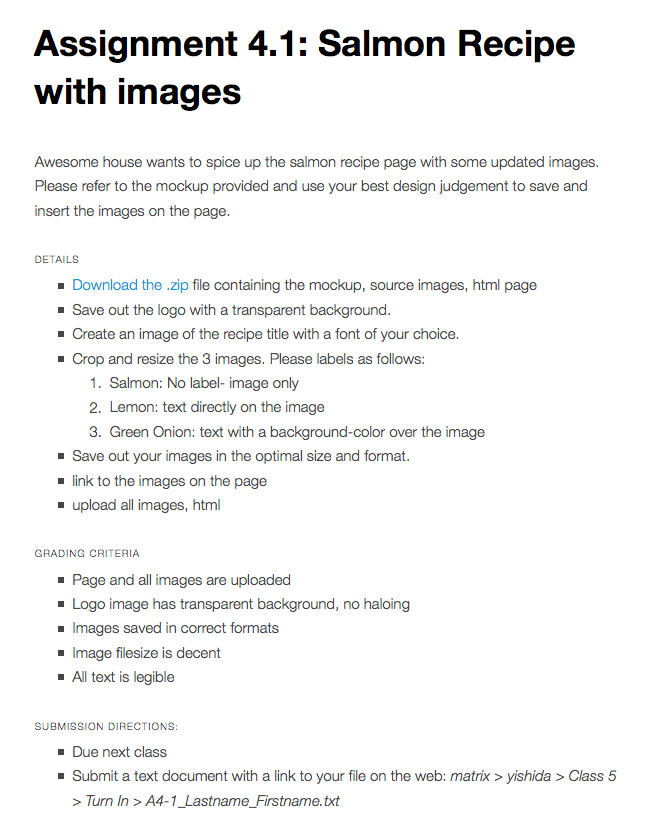 Assignment 4.1: Salmon Recipe
with images
Awesome house wants to spice up the salmon recipe page with some updated images.
Please refer to the mockup provided and use your best design judgement to save and
insert the images on the page.
DETAILS
Download the .zip file containing the mockup, source images, html page
Save out the logo with a transparent background.
Create an image of the recipe title with a font of your choice.
Crop and resize the 3 images. Please labels as follows:
1. Salmon: No label- image only
2. Lemon: text directly on the image
3. Green Onion: text with a background-color over the image
Save out your images in the optimal size and format.
link to the images on the page
upload all images, html
GRADING CRITERIA
Page and all images are uploaded
Logo image has transparent background, no haloing
Images saved in correct formats
Image filesize is decent
All text is legible
SUBMISSION DIRECTIONS:
Due next class
Submit a text document with a link to your file on the web: matrix > yishida > Class 5
> Turn In > A4-1_Lastname_Firstname.txt